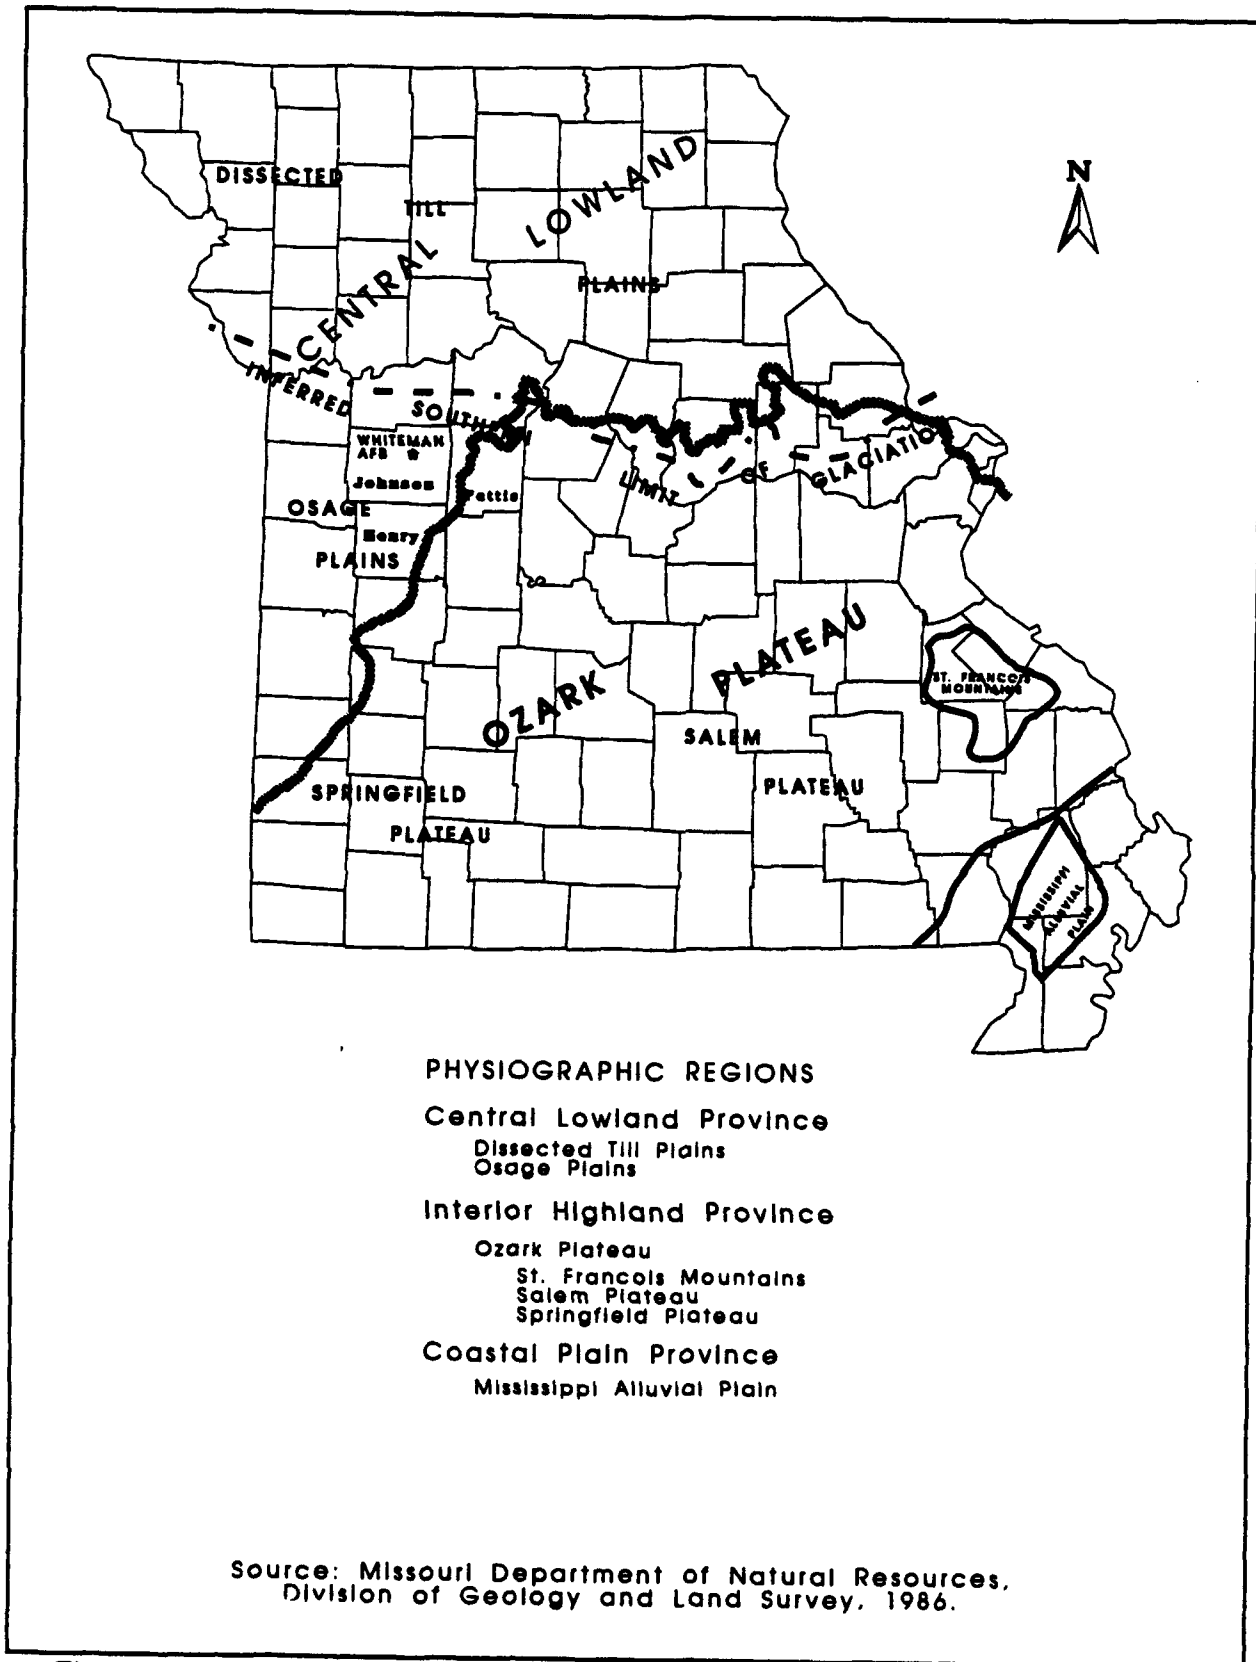 N
DISSECTED
TILL
PLAINS
CENTRAL LOWLAND
INFERRED SOUTHERN LIMIT OF GLACIATION
WHITEMAN
AFB
Johnson
Pettis
Henry
OSAGE
PLAINS
OZARK PLATEAU
ST. FRANCOIS
MOUNTAINS
SALEM
PLATEAU
SPRINGFIELD
PLATEAU
MISSISSIPPI
ALLUVIAL
PLAIN
PHYSIOGRAPHIC REGIONS
Central Lowland Province
Dissected Till Plains
Osage Plains
Interior Highland Province
Ozark Plateau
St. Francois Mountains
Salem Plateau
Springfield Plateau
Coastal Plain Province
Mississippi Alluvial Plain
Source: Missouri Department of Natural Resources,
Division of Geology and Land Survey, 1986.